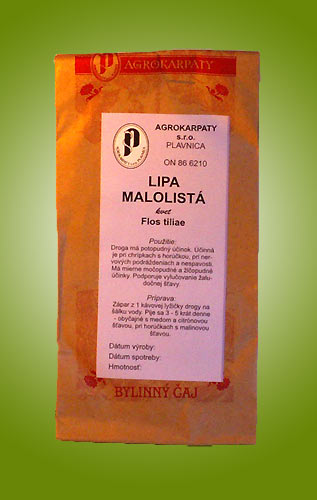 AGROKARPATY
AGROKARPATY
s.r.o.
PLAVNICA
ON 86 6210
LIPA
MALOLISTÁ
kvet
Flos tiliae
Použitie:
Droga má potopudný účinok. Účinná
je pri chrípkach s horúčkou, pri ner-
vových podráždeniach a nespavosti.
Má mierne močopudné a žlčopudné
účinky. Podporuje vylučovanie žalu-
dočnej šťavy.
Príprava:
Zápar z 1 kávovej lyžičky drogy na
šálku vody. Pije sa 3 - 5 krát denne
- obyčajné s medom a citrónovou
šťavou, pri horúčkach s malinovou
šťavou.
Dátum výroby:
Dátum spotreby:
Hmotnosť:
BYLINNÝ ČAJ